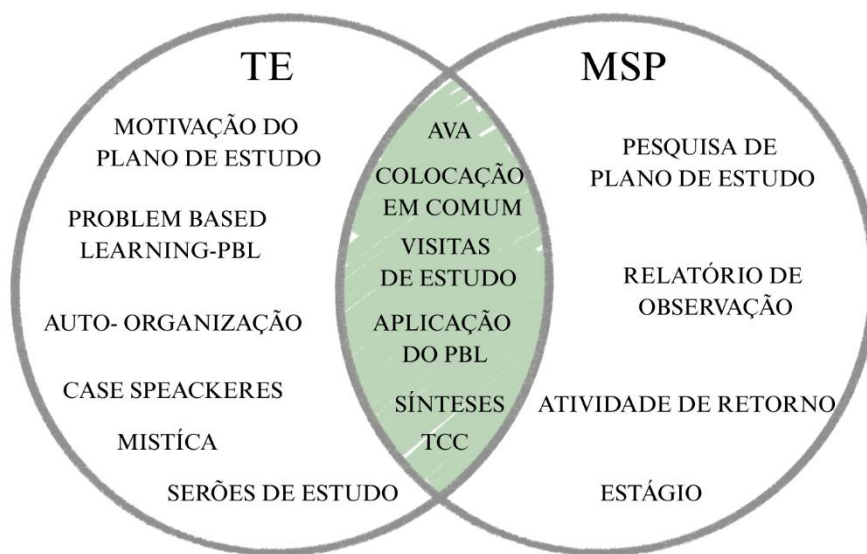 TE
MOTIVAÇÃO DO
PLANO DE ESTUDO
PROBLEM BASED
LEARNING-PBL
AUTO- ORGANIZAÇÃO
CASE SPEACKERES
MISTÍCA
SERÕES DE ESTUDO
AVA
COLOCAÇÃO
EM COMUM
VISITAS
DE ESTUDO
APLICAÇÃO
DO PBL
SÍNTESES
TCC
MSP
PESQUISA DE
PLANO DE ESTUDO
RELATÓRIO DE
OBSERVAÇÃO
ATIVIDADE DE RETORNO
ESTÁGIO